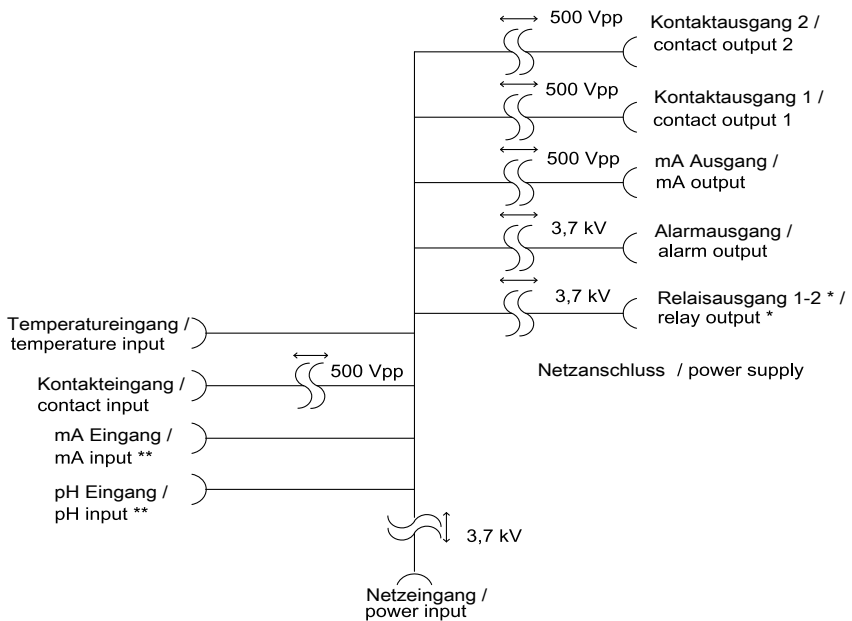 500 Vpp
Kontaktausgang 2 /
contact output 2
500 Vpp
Kontaktausgang 1 /
contact output 1
500 Vpp
mA Ausgang /
mA output
3,7 kV
Alarmausgang /
alarm output
3,7 kV
Relaisausgang 1-2 * /
relay output *
Temperatureingang /
temperature input
Netzanschluss / power supply
500 Vpp
Kontakteingang /
contact input
mA Eingang /
mA input **
pH Eingang /
pH input **
3,7 kV
Netzeingang /
power input